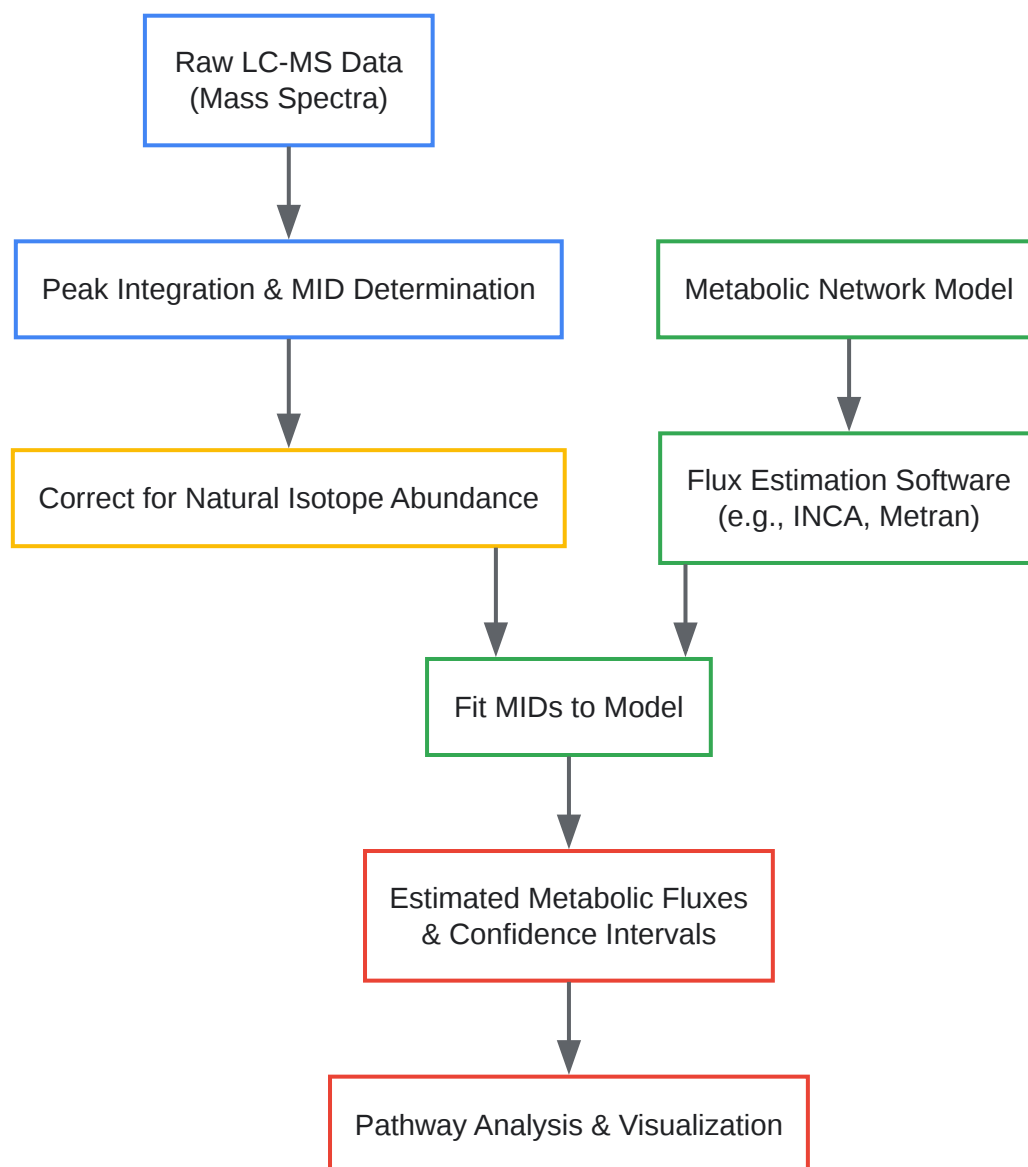 Raw LC-MS Data
(Mass Spectra)
Peak Integration & MID Determination
Metabolic Network Model
Correct for Natural Isotope Abundance
Flux Estimation Software
(e.g., INCA, Metran)
Fit MIDs to Model
Estimated Metabolic Fluxes
& Confidence Intervals
Pathway Analysis & Visualization